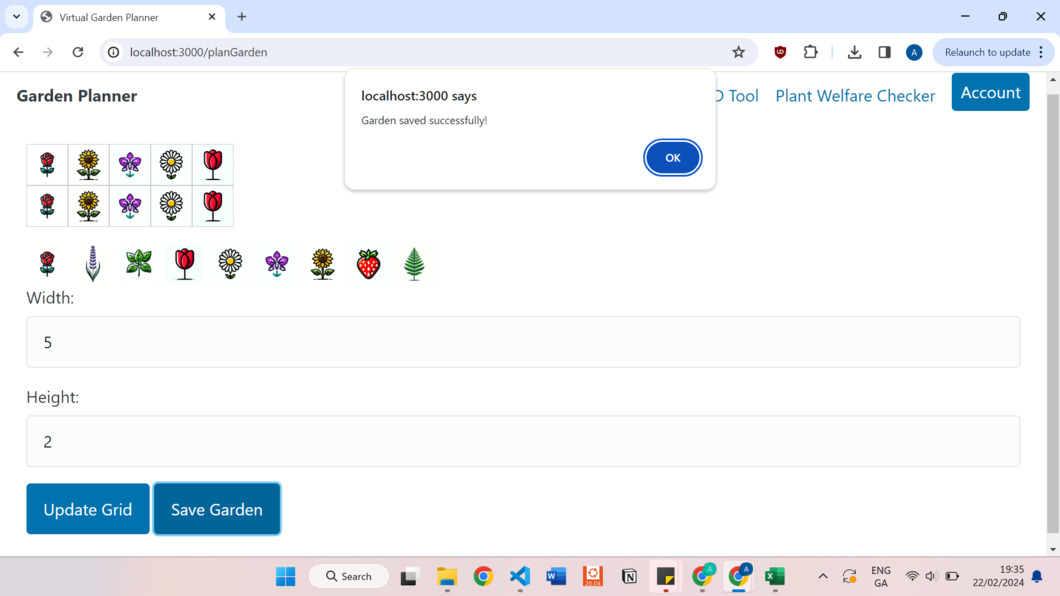 Virtual Garden Planner
localhost:3000/planGarden
Relaunch to update
Garden Planner
localhost:3000 says
Garden saved successfully!
OK
D Tool
Plant Welfare Checker
Account
Width:
5
Height:
2
Update Grid
Save Garden
Search
20.04
ENG
GA
19:35
22/02/2024